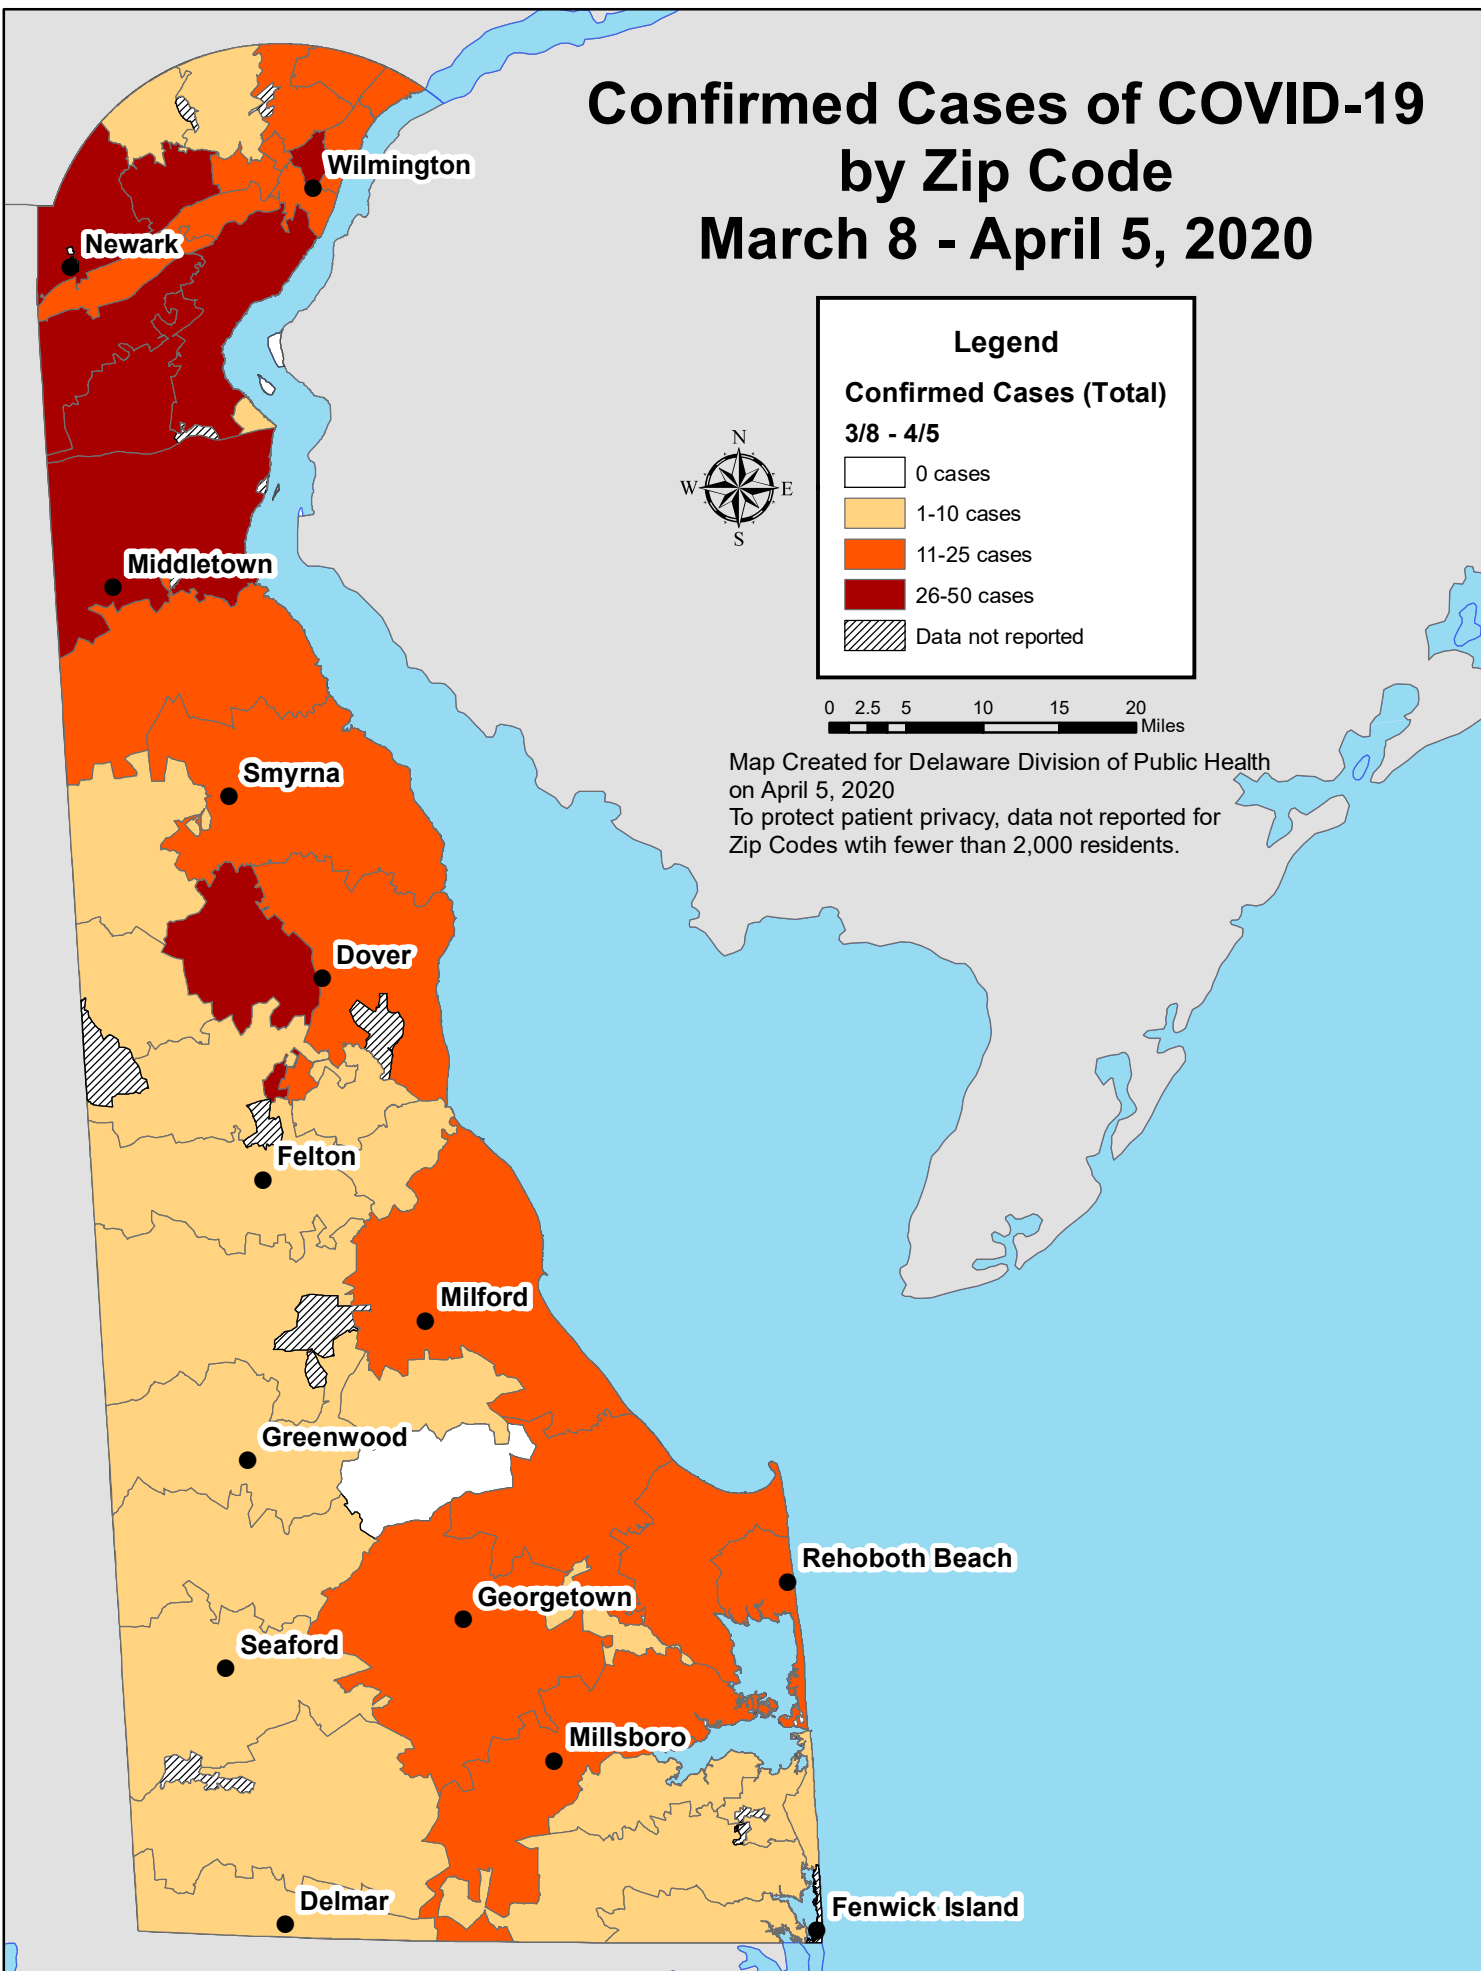 Confirmed Cases of COVID-19
by Zip Code
March 8 - April 5, 2020
Wilmington
Newark
Legend
Confirmed Cases (Total)
3/8 - 4/5
0 cases
1-10 cases
11-25 cases
26-50 cases
Data not reported
N
W E
S
Middletown
0 2.5 5 10 15 20
Miles
Map Created for Delaware Division of Public Health
on April 5, 2020
To protect patient privacy, data not reported for
Zip Codes wtih fewer than 2,000 residents.
Smyrna
Dover
Felton
Milford
Greenwood
Rehoboth Beach
Georgetown
Seaford
Millsboro
Delmar
Fenwick Island